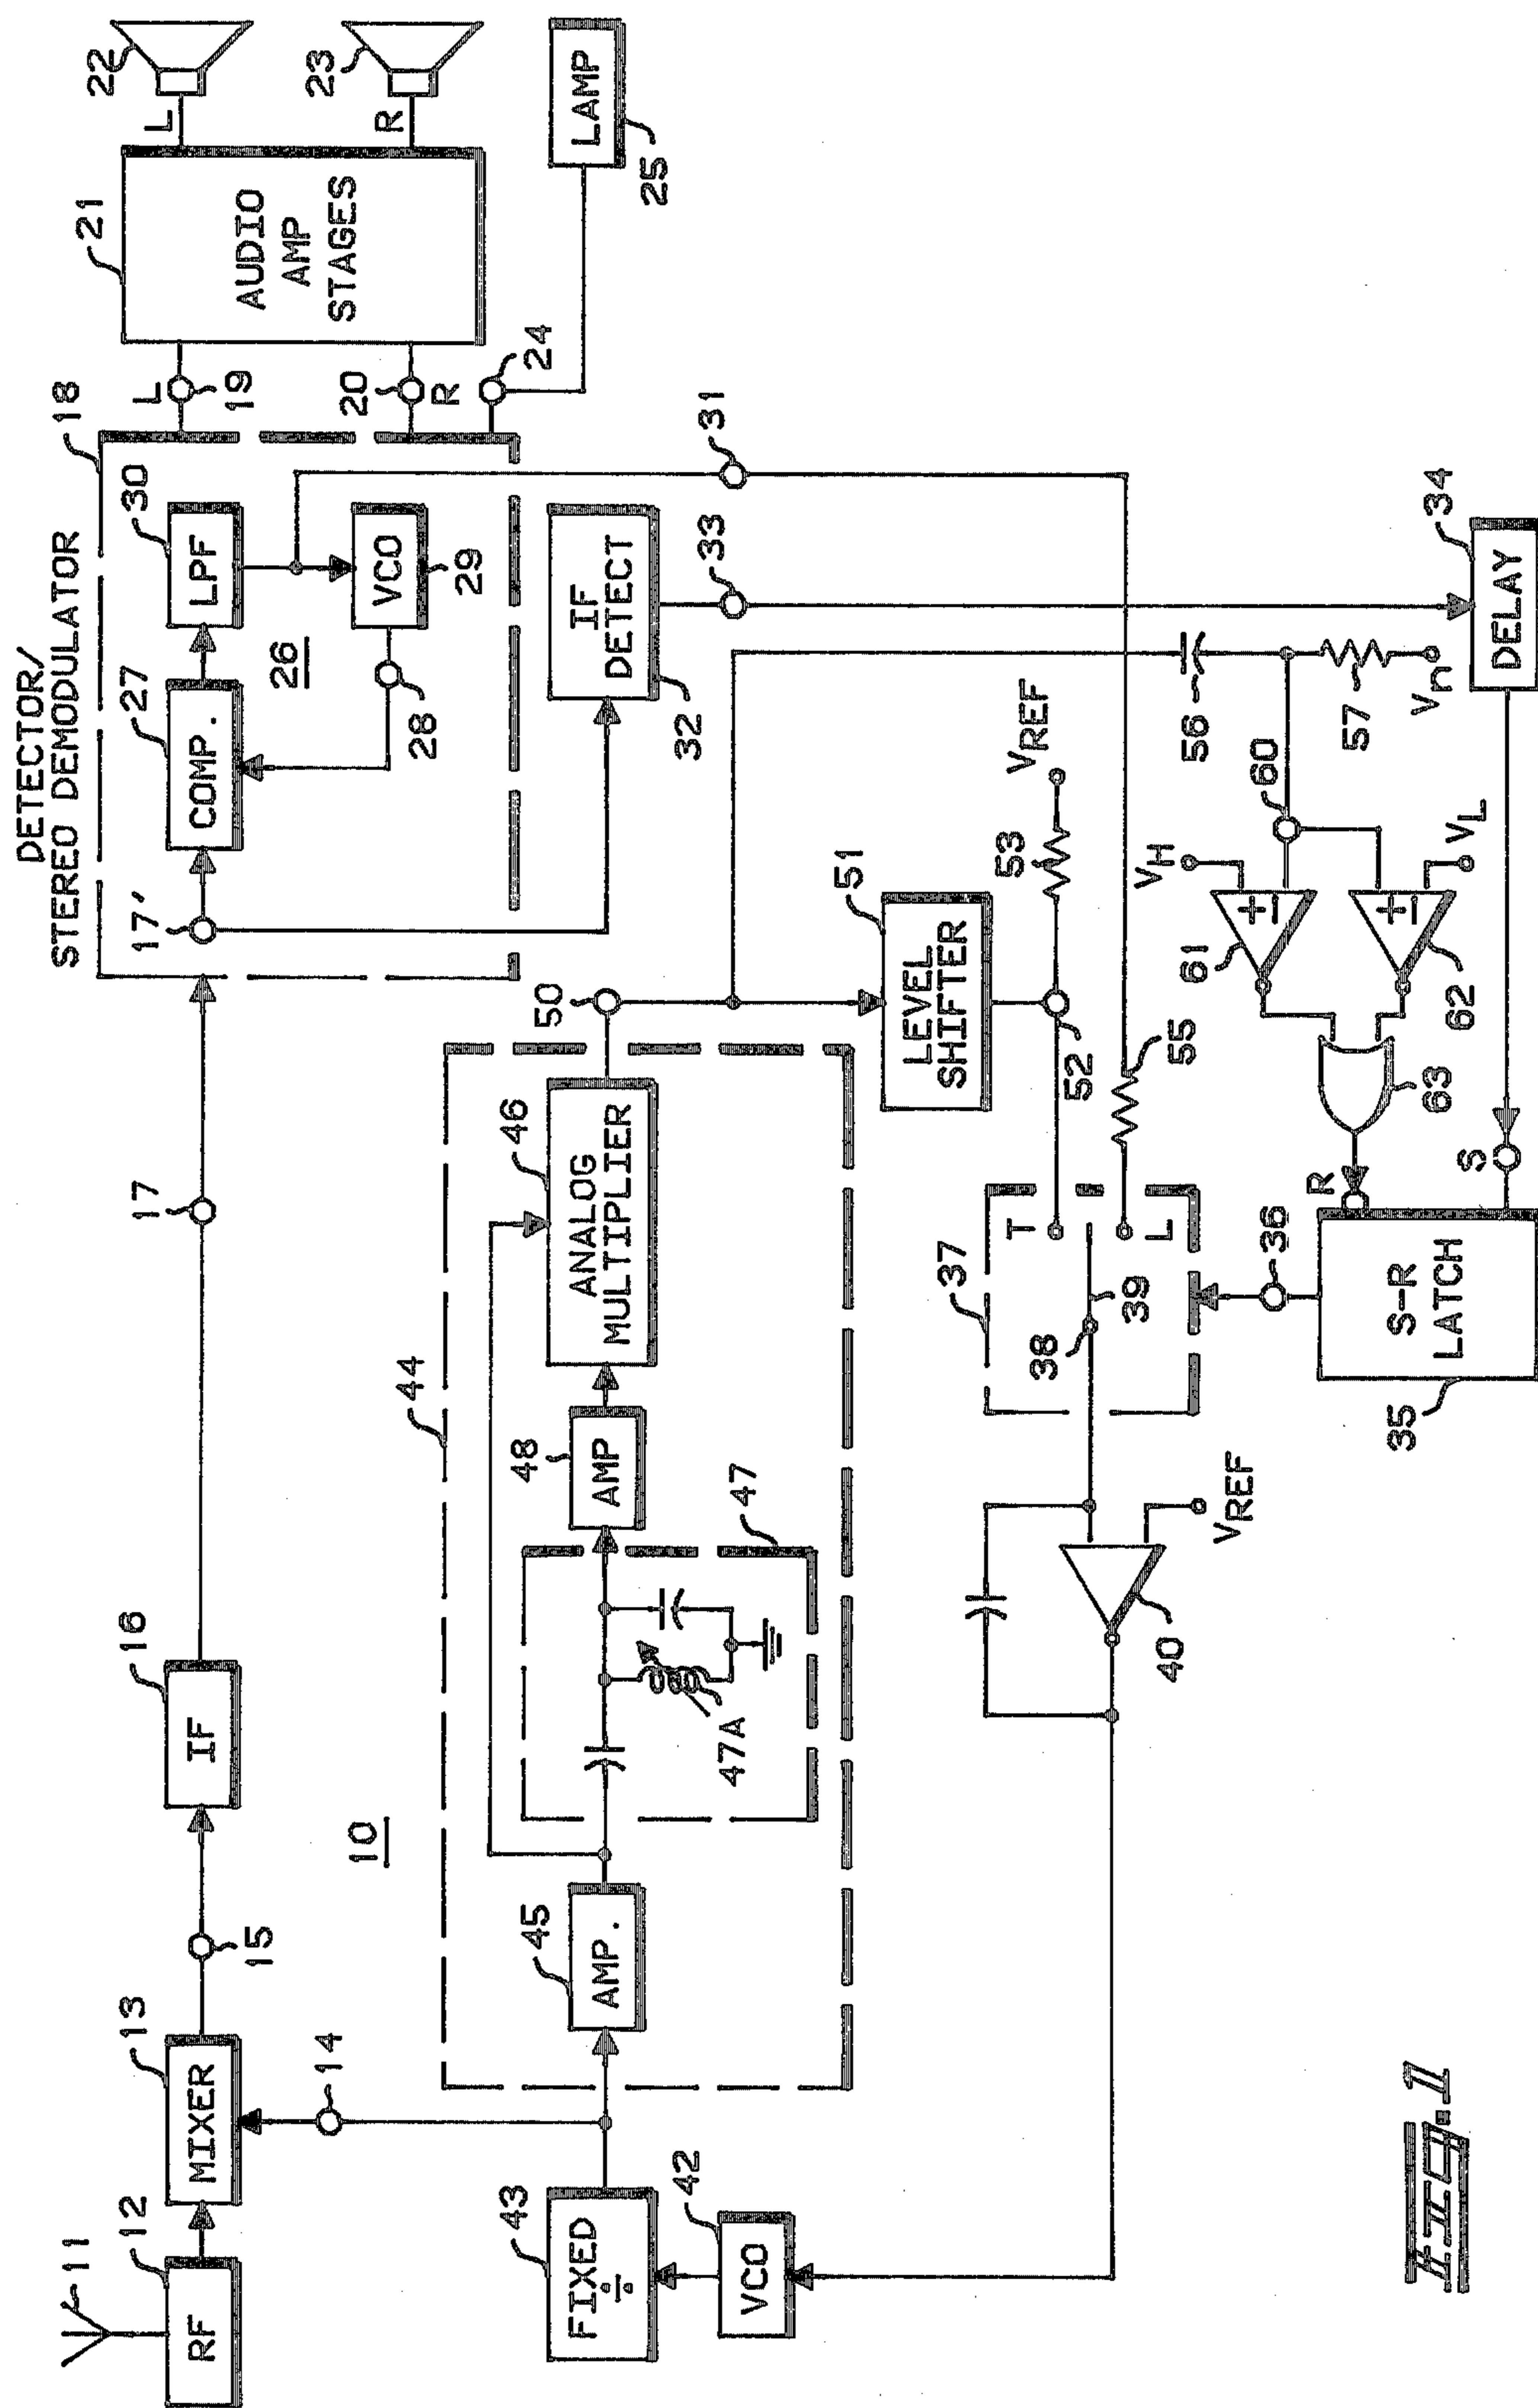 DETECTOR/
STEREO DEMODULATOR
11
12
RF
13
MIXER
14
15
16
IF
17
17'
18
27
COMP.
30
LPF
26
28
VCO
29
L
19
20
R
24
21
AUDIO
AMP
STAGES
L
22
R
23
LAMP
25
10
44
45
AMP.
47
47A
48
AMP
46
ANALOG
MULTIPLIER
50
32
IF
DETECT
33
31
43
FIXED
÷
42
VCO
51
LEVEL
SHIFTER
52
53
VREF
55
56
57
Vn
60
VH
VL
61
62
63
34
DELAY
S
R
35
S-R
LATCH
36
37
T
L
38
39
40
VREF
FIG. 1